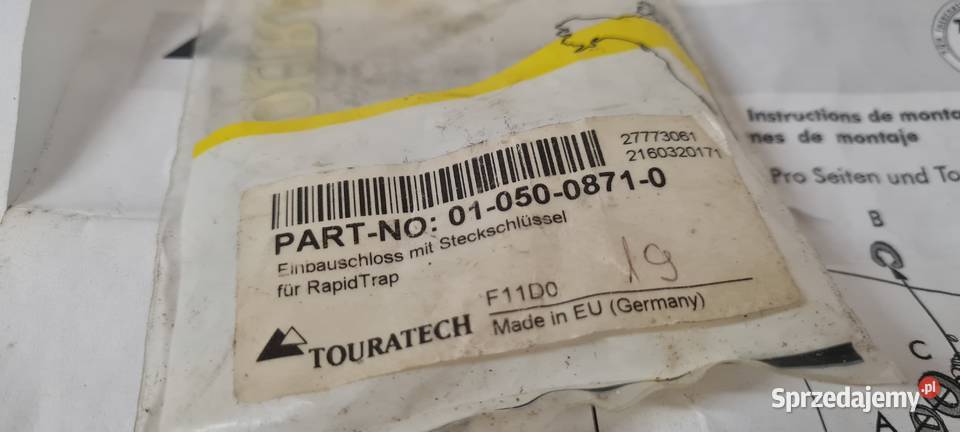 27773061
2160320171
PART-NO: 01-050-0871-0
Einbauschloss mit Steckschlüssel
für RapidTrap
19
F11D0
Made in EU (Germany)
TOURATECH
Instructions de monta
nes de montaje
Pro Seiten und To
B
C
A
Sprzedajemy.pl